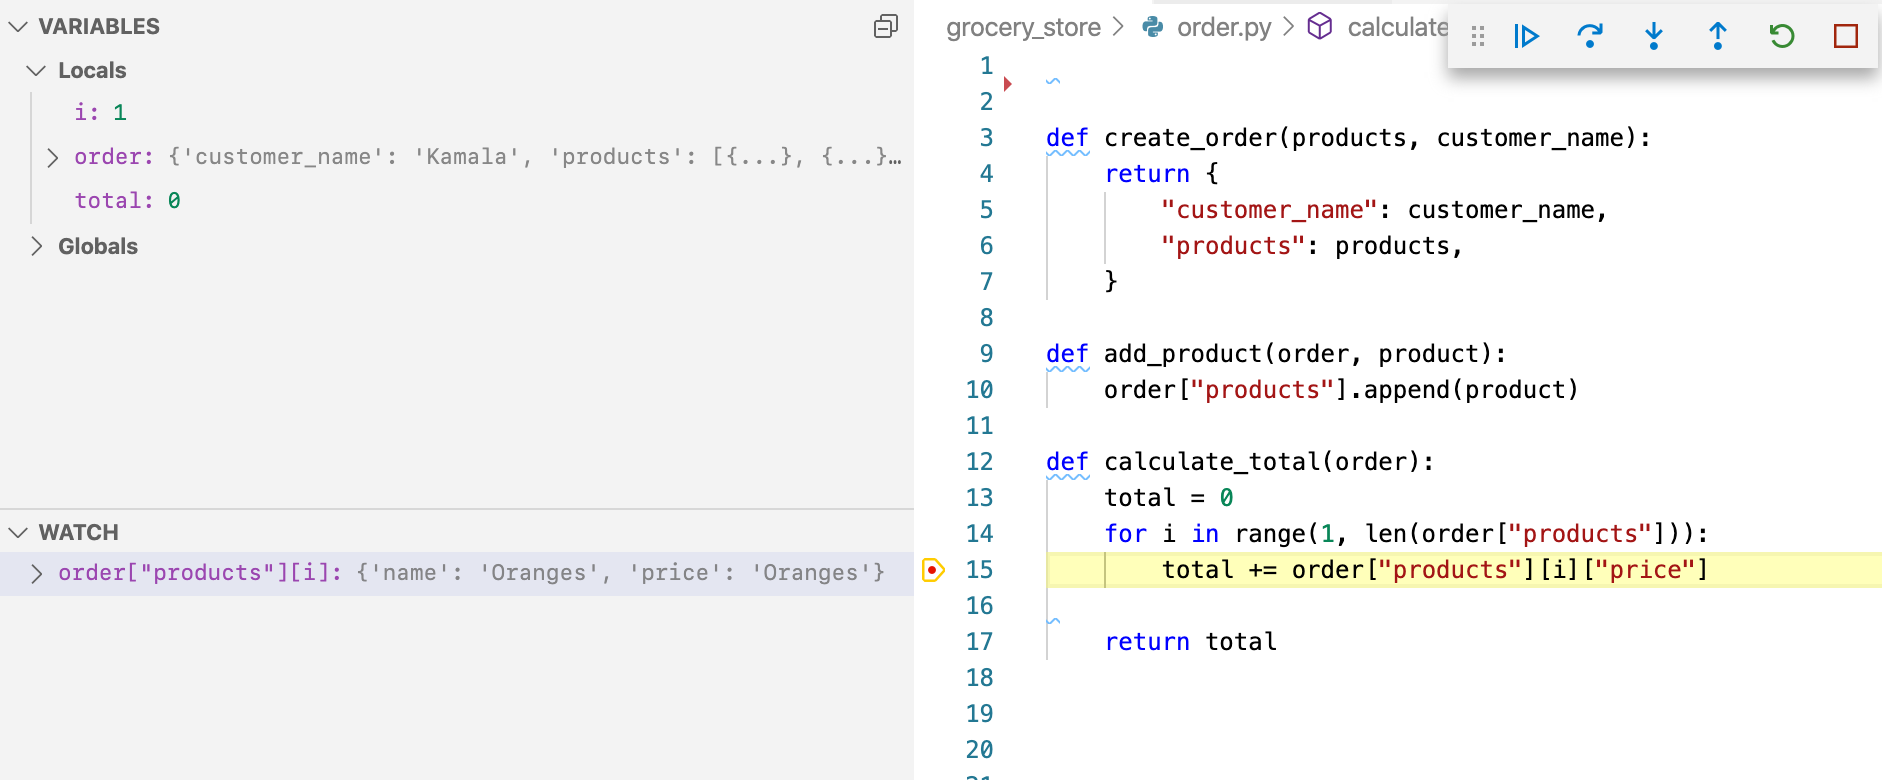 VARIABLES
Locals
i: 1
order: {'customer_name': 'Kamala', 'products': [{...}, {...}…
total: 0
Globals
WATCH
order["products"][i]: {'name': 'Oranges', 'price': 'Oranges'}
grocery_store > order.py > calculate
1
2
3 def create_order(products, customer_name):
4 return {
5 "customer_name": customer_name,
6 "products": products,
7 }
8
9 def add_product(order, product):
10 order["products"].append(product)
11
12 def calculate_total(order):
13 total = 0
14 for i in range(1, len(order["products"])):
15 total += order["products"][i]["price"]
16
17 return total
18
19
20